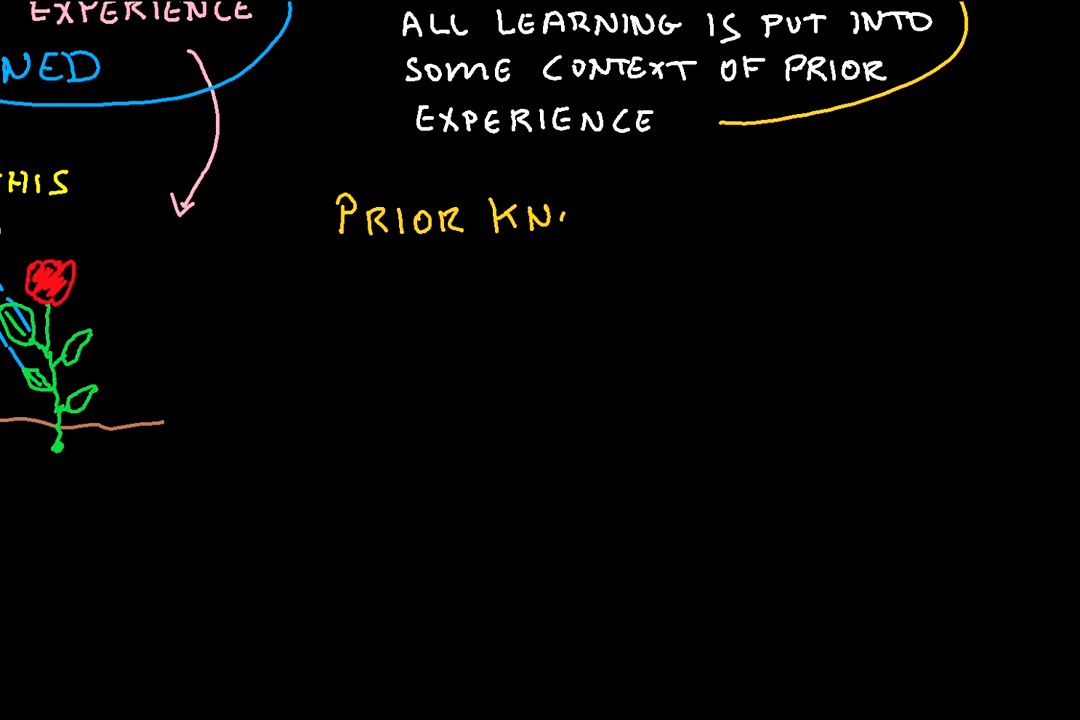 EXPERIENCE
NED
HIS
ALL LEARNING IS PUT INTO
SOME CONTEXT OF PRIOR
EXPERIENCE
PRIOR KN